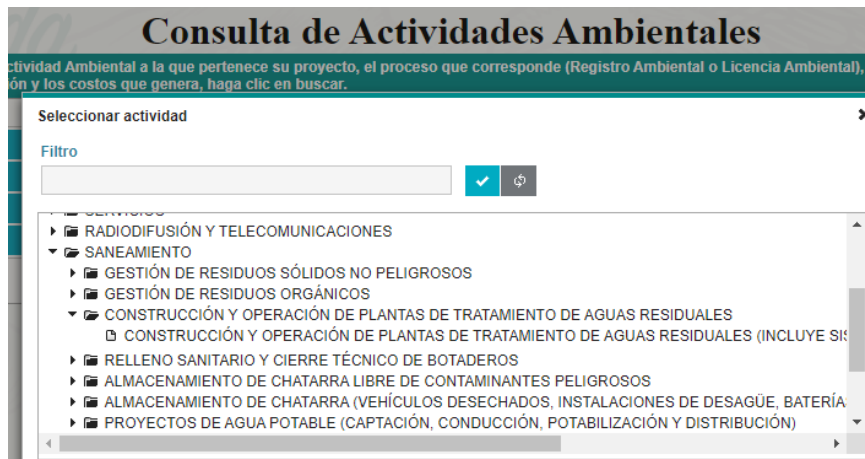 Consulta de Actividades Ambientales
ctividad Ambiental a la que pertenece su proyecto, el proceso que corresponde (Registro Ambiental o Licencia Ambiental),
ión y los costos que genera, haga clic en buscar.
Seleccionar actividad
Filtro
SERVICIOS
RADIODIFUSIÓN Y TELECOMUNICACIONES
SANEAMIENTO
GESTIÓN DE RESIDUOS SÓLIDOS NO PELIGROSOS
GESTIÓN DE RESIDUOS ORGÁNICOS
CONSTRUCCIÓN Y OPERACIÓN DE PLANTAS DE TRATAMIENTO DE AGUAS RESIDUALES
CONSTRUCCIÓN Y OPERACIÓN DE PLANTAS DE TRATAMIENTO DE AGUAS RESIDUALES (INCLUYE SIS
RELLENO SANITARIO Y CIERRE TÉCNICO DE BOTADEROS
ALMACENAMIENTO DE CHATARRA LIBRE DE CONTAMINANTES PELIGROSOS
ALMACENAMIENTO DE CHATARRA (VEHÍCULOS DESECHADOS, INSTALACIONES DE DESAGÜE, BATERÍA
PROYECTOS DE AGUA POTABLE (CAPTACIÓN, CONDUCCIÓN, POTABILIZACIÓN Y DISTRIBUCIÓN)